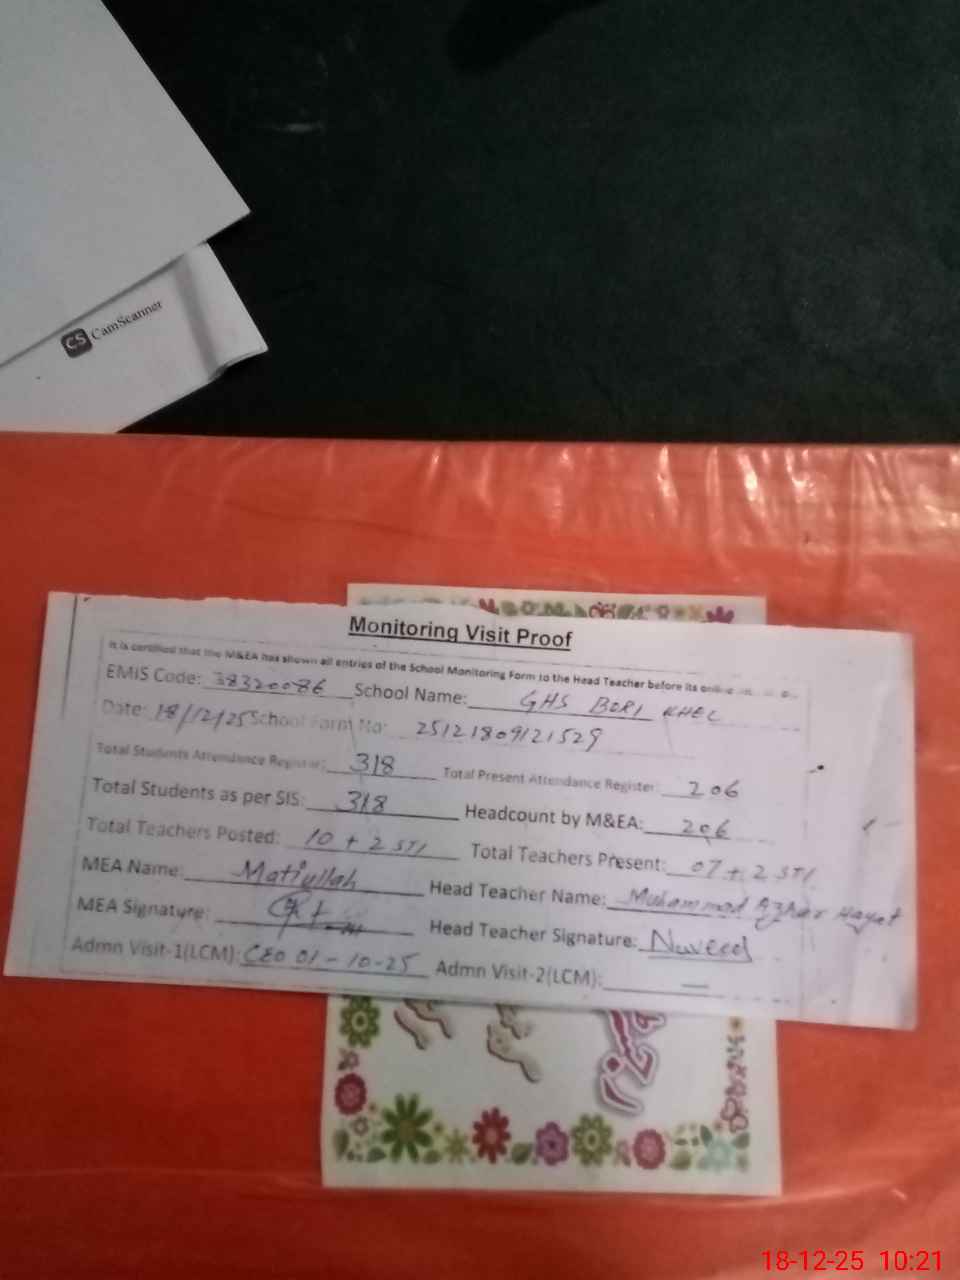 CS CamScanner
Monitoring Visit Proof
It is certified that the M&EA has shown all entries of the School Monitoring Form to the Head Teacher before its
EMIS Code: 38320086 School Name: GHS BORI KHEL
Date: 18/12/25 School Form No: 25121809121529
Total Students Attendance Register: 318 Total Present Attendance Register: 206
Total Students as per SIS: 318 Headcount by M&EA: 206
Total Teachers Posted: 10 + 2 STI Total Teachers Present: 07 + 2 STI
MEA Name: Matiullah Head Teacher Name: Muhammad Azhar Hayat
MEA Signature: Head Teacher Signature: Naveed
Admn Visit-1(LCM): CEO 01-10-25 Admn Visit-2(LCM):
18-12-25 10:21